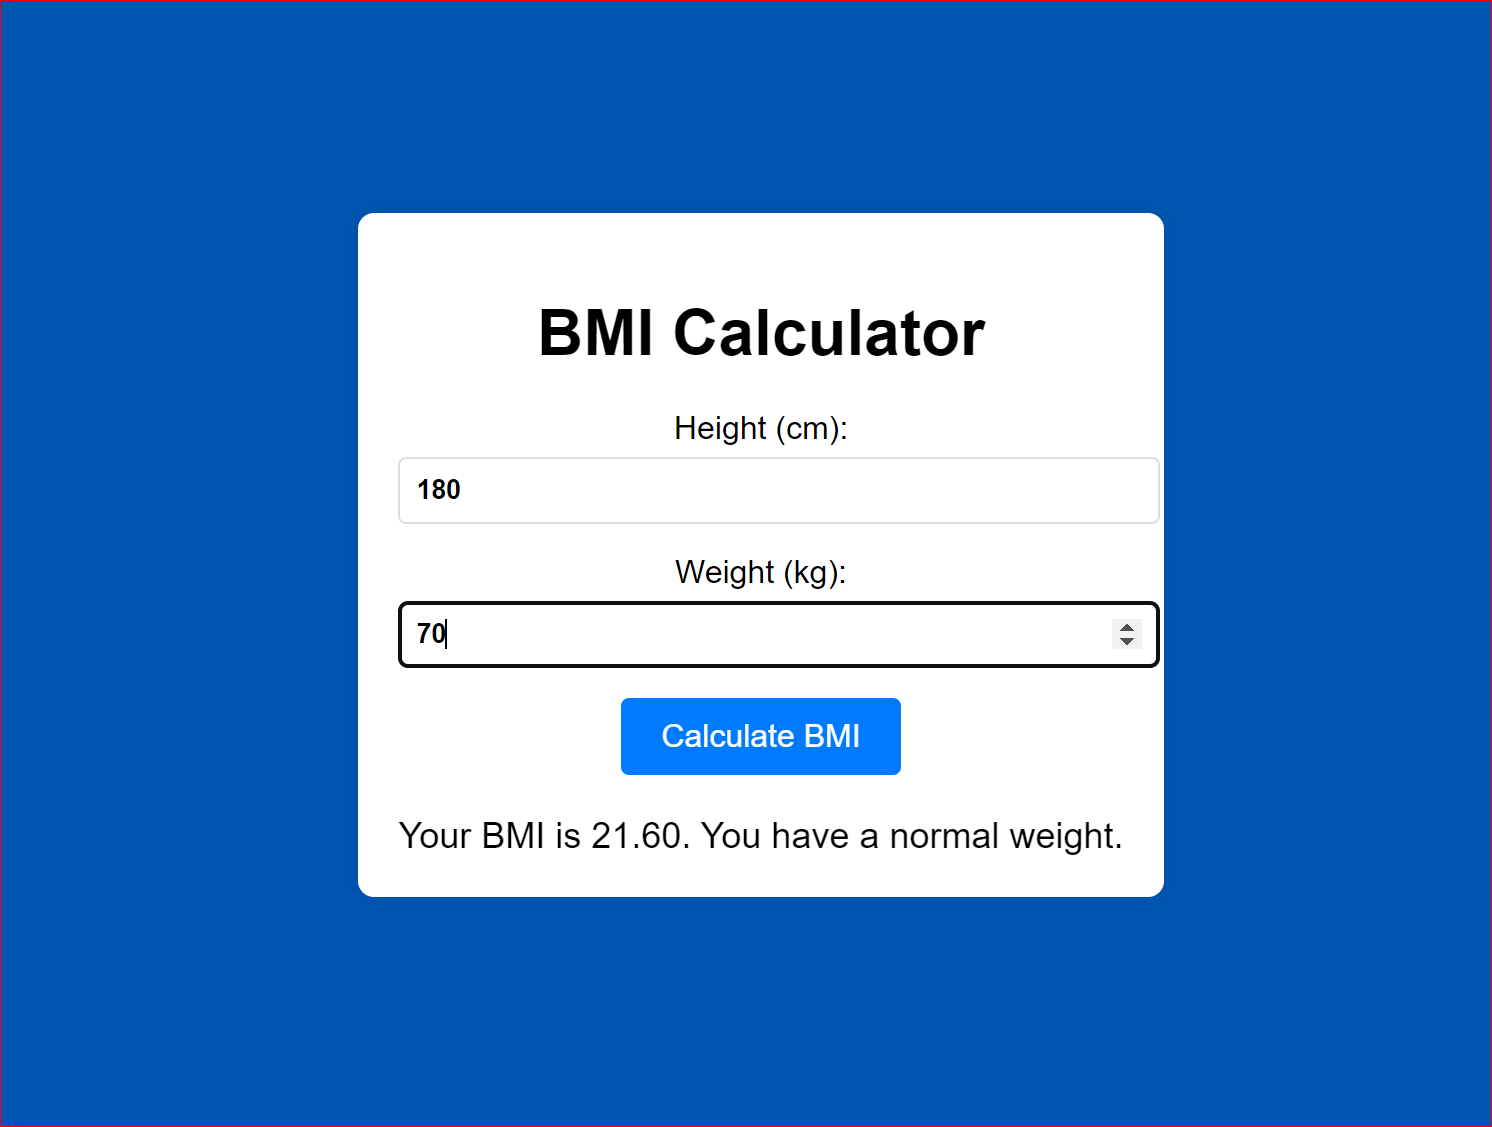 BMI Calculator
Height (cm):
180
Weight (kg):
70
Calculate BMI
Your BMI is 21.60. You have a normal weight.